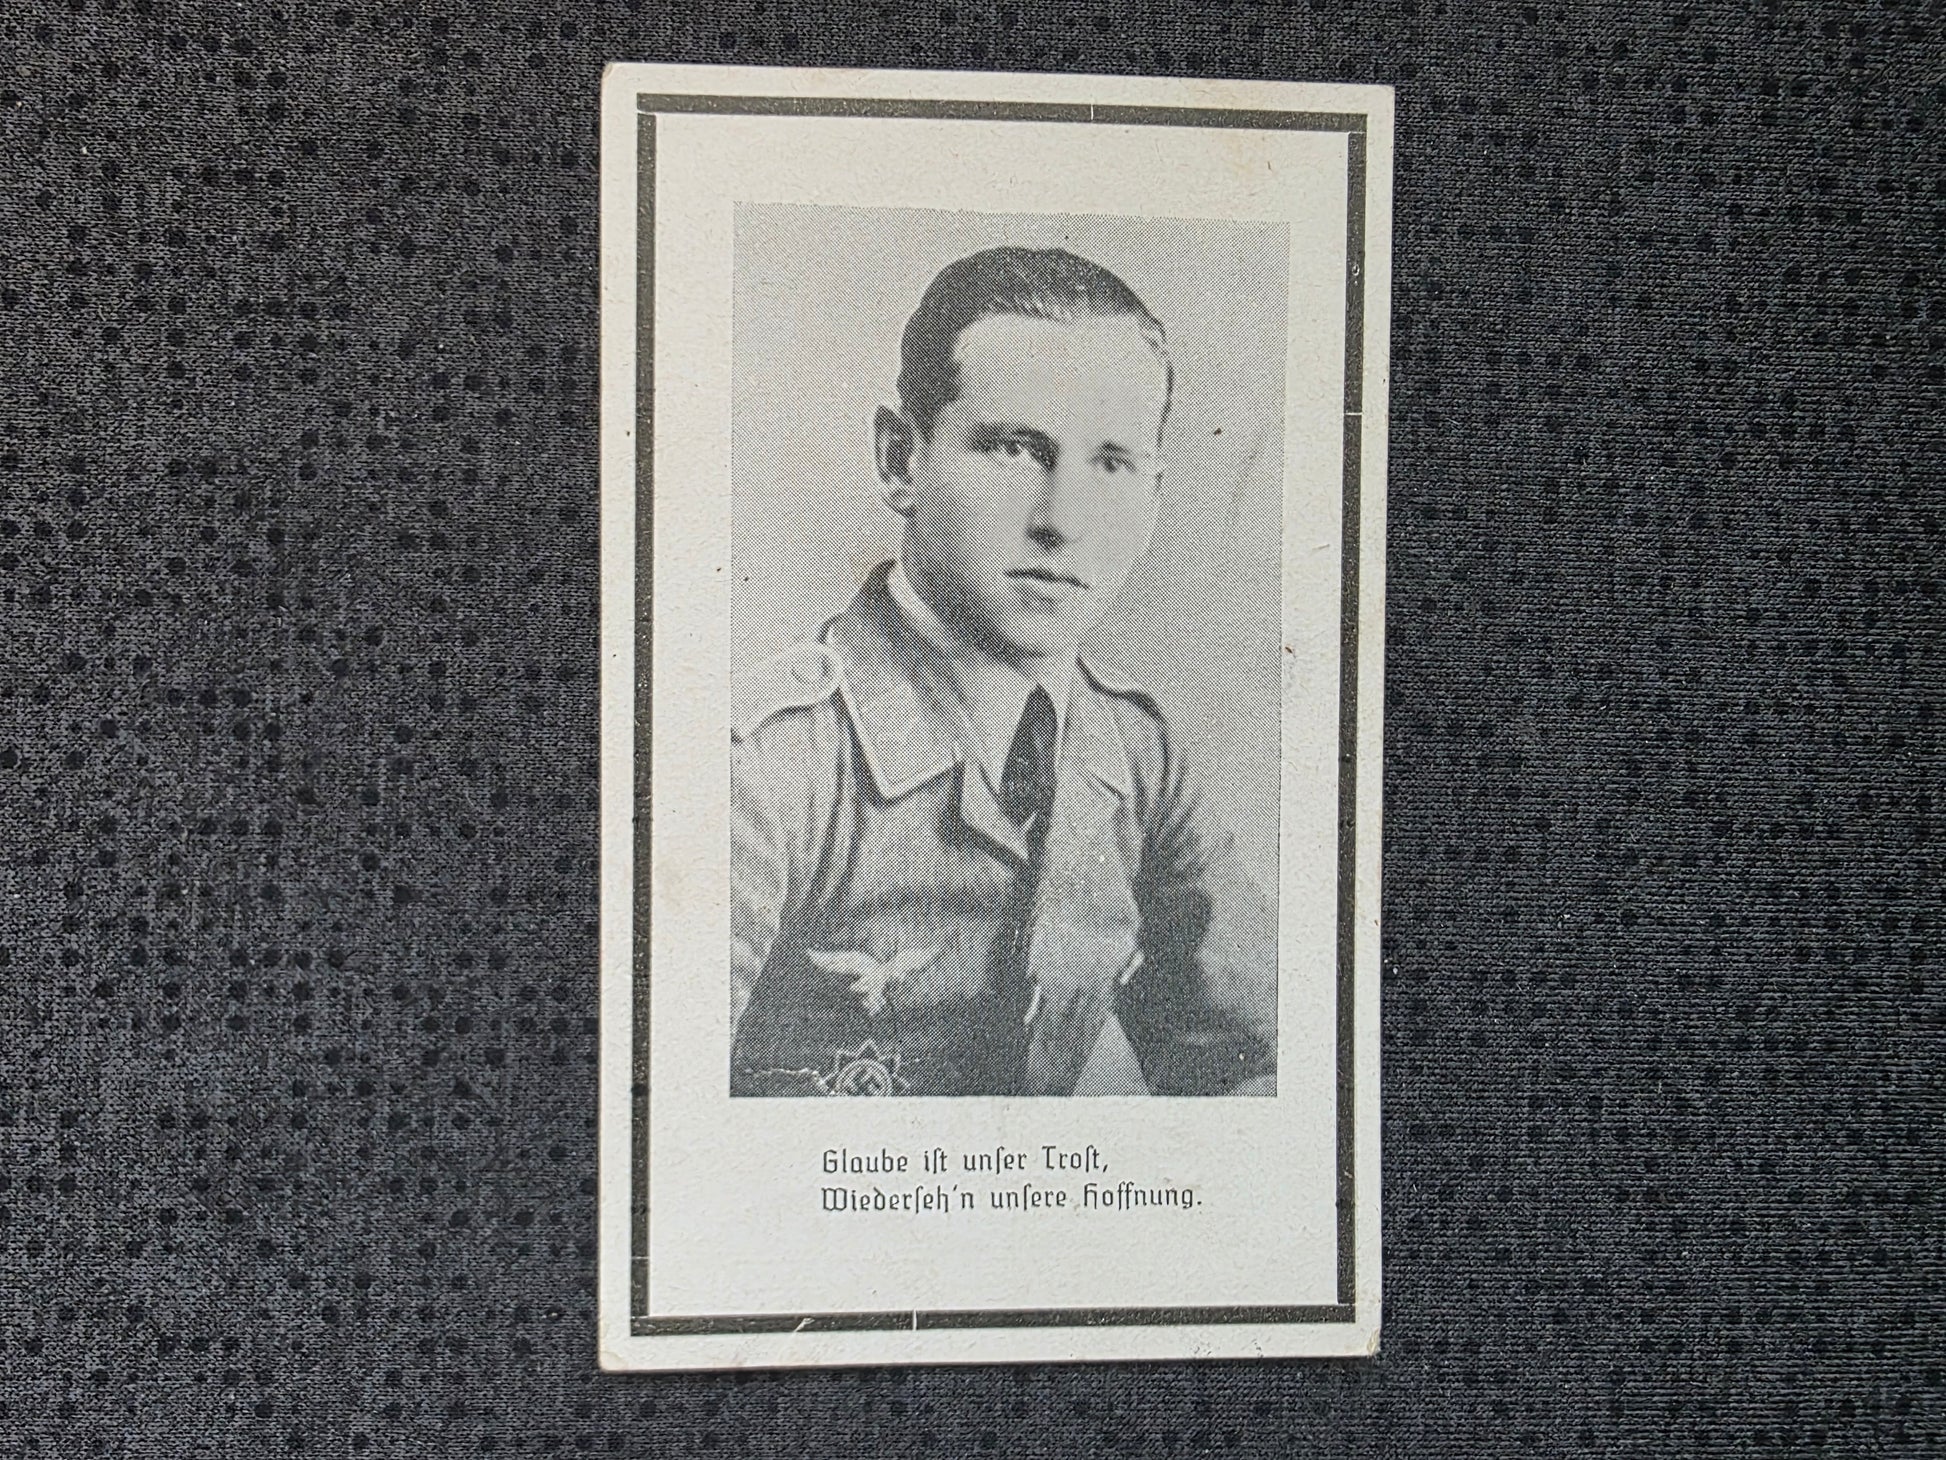 Glaube iſt unſer Troſt,
Wiederſeh'n unſere Hoffnung.